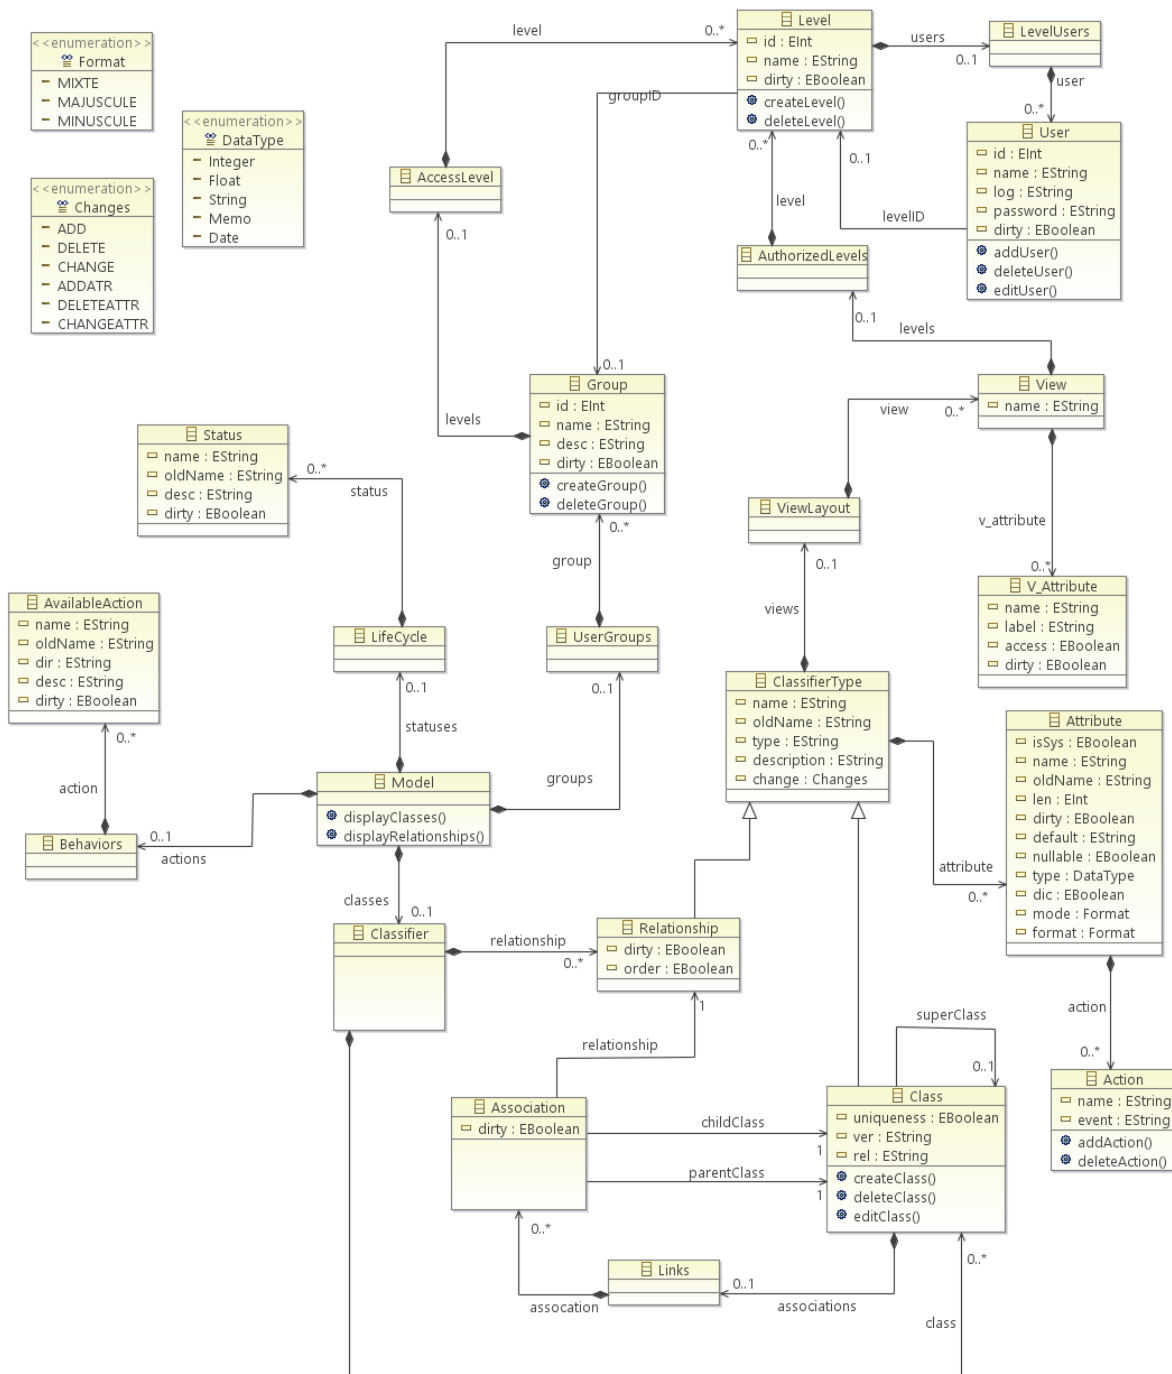 <<enumeration>>
Format
MIXTE
MAJUSCULE
MINUSCULE
<<enumeration>>
DataType
Integer
Float
String
Memo
Date
<<enumeration>>
Changes
ADD
DELETE
CHANGE
ADDATR
DELETEATTR
CHANGEATTR
level
0..*
Level
id : EInt
name : EString
dirty : EBoolean
createLevel()
deleteLevel()
users
0..1
LevelUsers
user
0..*
User
id : EInt
name : EString
log : EString
password : EString
dirty : EBoolean
addUser()
deleteUser()
editUser()
groupID
0..*
0..1
levelID
level
AccessLevel
0..1
AuthorizedLevels
0..1
levels
0..1
Group
id : EInt
name : EString
desc : EString
dirty : EBoolean
createGroup()
deleteGroup()
levels
0..*
group
view
0..*
View
name : EString
Status
name : EString
oldName : EString
desc : EString
dirty : EBoolean
0..*
status
ViewLayout
0..1
v_attribute
0..*
V_Attribute
name : EString
label : EString
access : EBoolean
dirty : EBoolean
views
AvailableAction
name : EString
oldName : EString
dir : EString
desc : EString
dirty : EBoolean
0..*
action
LifeCycle
0..1
statuses
UserGroups
0..1
groups
ClassifierType
name : EString
oldName : EString
type : EString
description : EString
change : Changes
Attribute
isSys : EBoolean
name : EString
oldName : EString
len : EInt
dirty : EBoolean
default : EString
nullable : EBoolean
type : DataType
dic : EBoolean
mode : Format
format : Format
attribute
0..*
Model
displayClasses()
displayRelationships()
Behaviors
0..1
actions
classes
0..1
Classifier
relationship
0..*
Relationship
dirty : EBoolean
order : EBoolean
1
relationship
action
0..*
Action
name : EString
event : EString
addAction()
deleteAction()
superClass
0..1
Association
dirty : EBoolean
childClass
1
parentClass
1
Class
uniqueness : EBoolean
ver : EString
rel : EString
createClass()
deleteClass()
editClass()
0..*
assocation
Links
0..1
associations
0..*
class